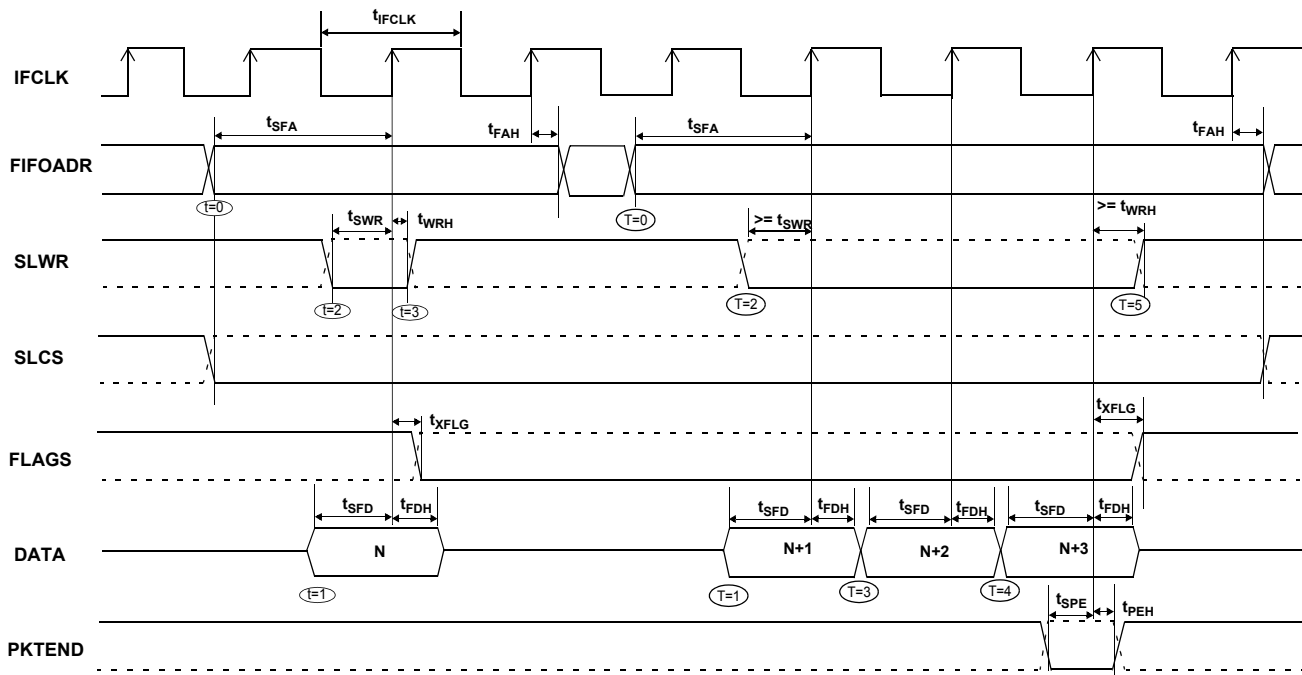 tIFCLK
IFCLK
tSFA
tFAH
tSFA
tFAH
FIFOADR
t=0
T=0
tSWR
tWRH
>= tSWR
>= tWRH
SLWR
t=2
t=3
T=2
T=5
SLCS
tXFLG
tXFLG
FLAGS
tSFD
tFDH
tSFD
tFDH
tSFD
tFDH
tSFD
tFDH
DATA
N
N+1
N+2
N+3
t=1
T=1
T=3
T=4
tSPE
tPEH
PKTEND